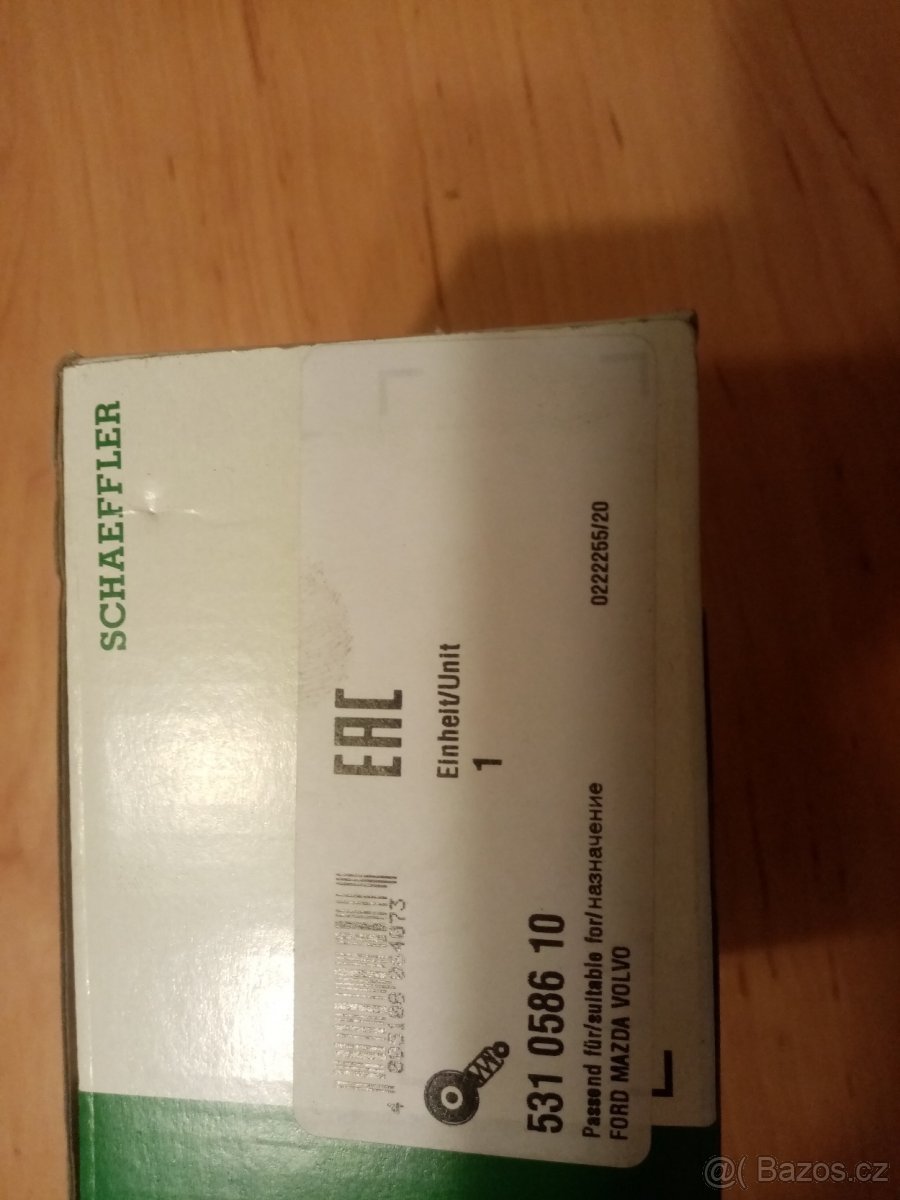 SCHAEFFLER
EAC
Einheit/Unit
1
531 0586 10
Passend für/suitable for/назначение
FORD MAZDA VOLVO
0222255/20
@( Bazos.cz